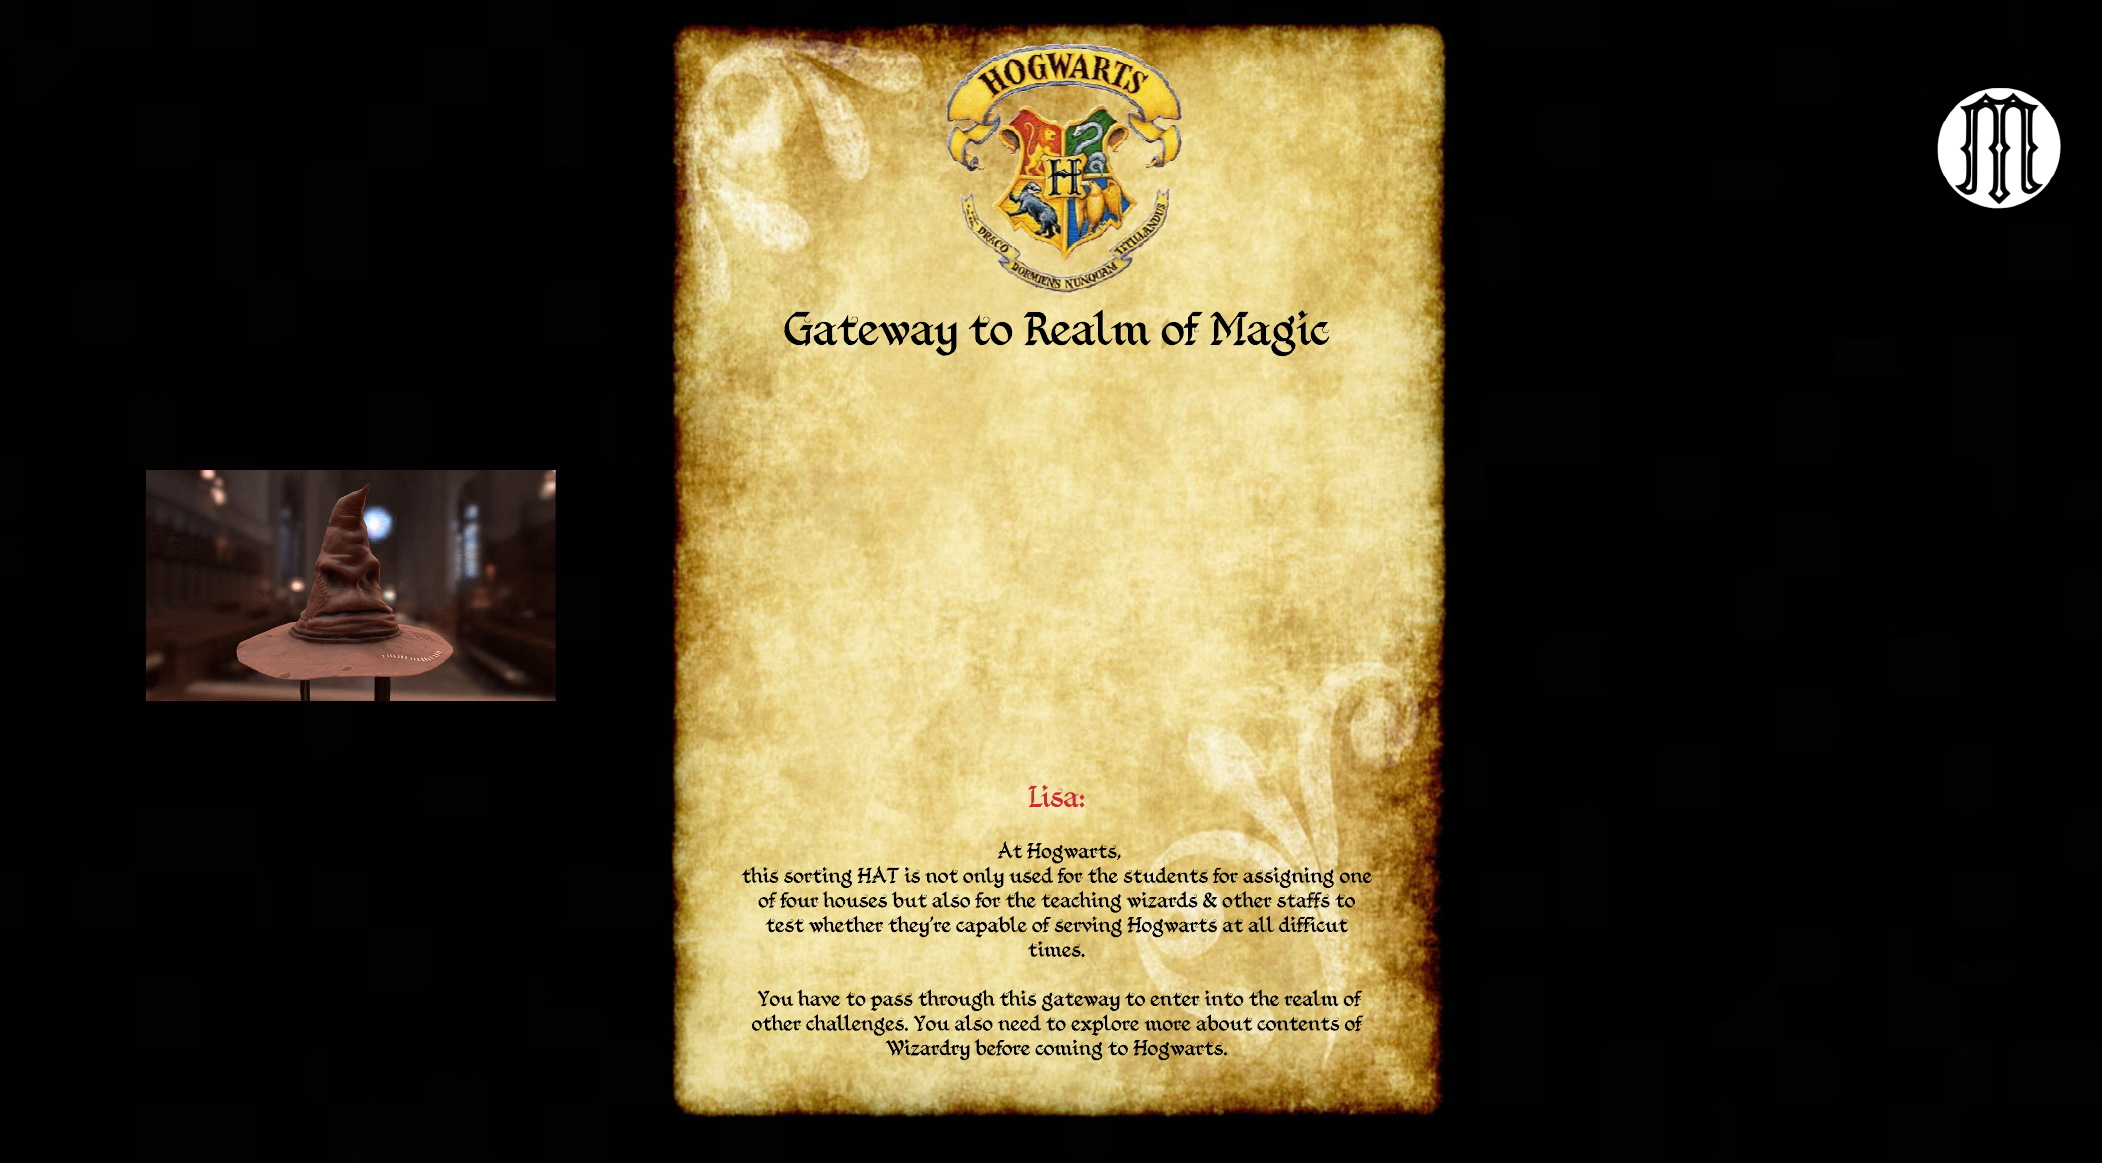 HOGWARTS
H
DRACO DORMIENS NUNQUAM TITILLANDUS
M
Gateway to Realm of Magic
Lisa:
At Hogwarts,
this sorting HAT is not only used for the students for assigning one
of four houses but also for the teaching wizards & other staffs to
test whether they're capable of serving Hogwarts at all difficut
times.
You have to pass through this gateway to enter into the realm of
other challenges. You also need to explore more about contents of
Wizardry before coming to Hogwarts.